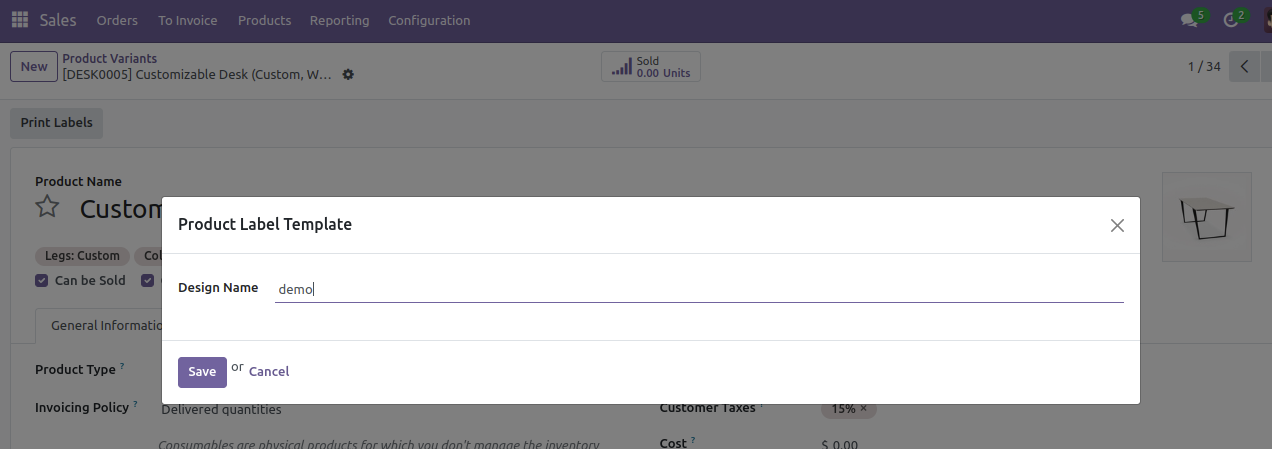 Sales Orders To Invoice Products Reporting Configuration 5 2
New Product Variants
[DESK0005] Customizable Desk (Custom, W...
Sold
0.00 Units
1 / 34
Print Labels
Product Name
Custom
Legs: Custom Col
Can be Sold
General Informatio
Product Type ?
Invoicing Policy ? Delivered quantities
Consumables are physical products for which you don't manage the inventory
Customer Taxes ? 15% ×
Cost ? $ 0.00
Product Label Template
Design Name demo
Save or Cancel